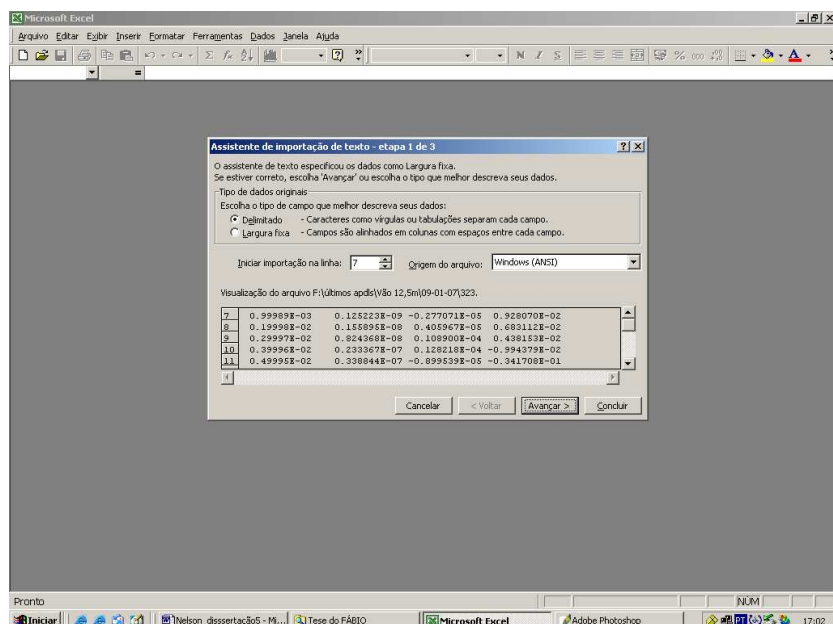 Microsoft Excel
Arquivo Editar Exibir Inserir Formatar Ferramentas Dados Janela Ajuda
N I S % 000
=
Assistente de importação de texto - etapa 1 de 3
O assistente de texto especificou os dados como Largura fixa.
Se estiver correto, escolha 'Avançar' ou escolha o tipo que melhor descreva seus dados.
Tipo de dados originais
Escolha o tipo de campo que melhor descreva seus dados:
Delimitado - Caracteres como vírgulas ou tabulações separam cada campo.
Largura fixa - Campos são alinhados em colunas com espaços entre cada campo.
Iniciar importação na linha: 7 Origem do arquivo: Windows (ANSI)
Visualização do arquivo F:\últimos apdls\Vão 12,5m\09-01-07\323.
7 0.99989E-03 0.125223E-09 -0.277071E-05 0.928070E-02
8 0.19998E-02 0.155895E-08 0.405967E-05 0.683112E-02
9 0.29997E-02 0.824368E-08 0.108900E-04 0.438153E-02
10 0.39996E-02 0.233367E-07 0.128218E-04 -0.994379E-02
11 0.49995E-02 0.338844E-07 -0.899539E-05 -0.341708E-01
Cancelar < Voltar Avançar > Concluir
Pronto NÚM
Iniciar Nelson_disssertação5 - Mi... Tese do FÁBIO Microsoft Excel Adobe Photoshop PT 17:02